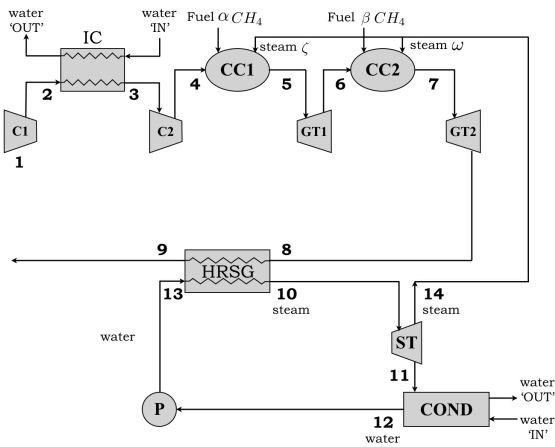 water
'OUT'
water
'IN'
IC
Fuel α CH₄
steam ζ
Fuel β CH₄
steam ω
C1
1
2
3
C2
4
CC1
5
GT1
6
CC2
7
GT2
9
HRSG
8
13
10
steam
14
steam
water
ST
11
P
12
water
COND
water
'OUT'
water
'IN'